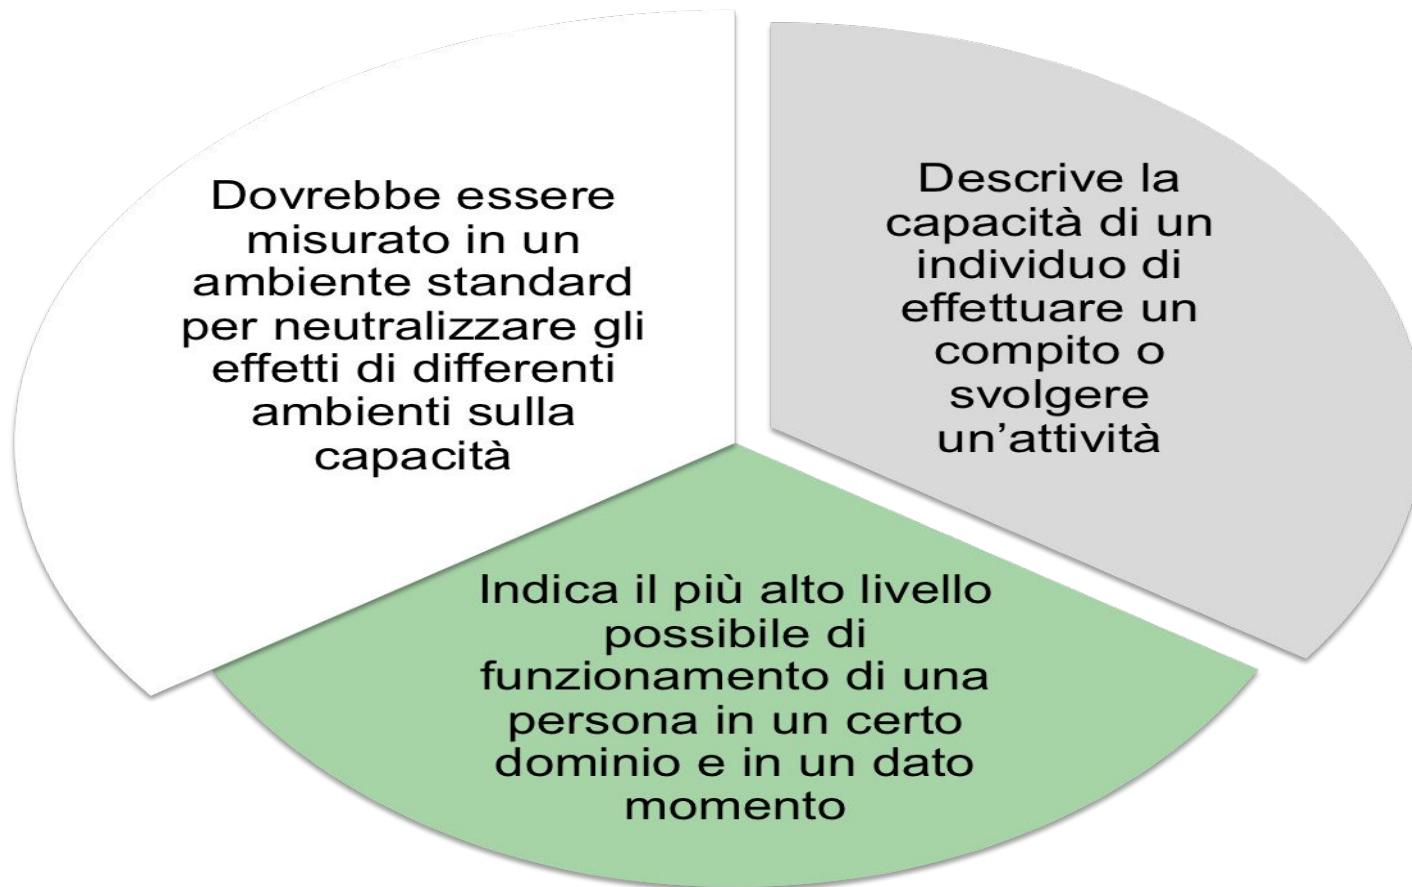 Dovrebbe essere
misurato in un
ambiente standard
per neutralizzare gli
effetti di differenti
ambienti sulla
capacità
Descrive la
capacità di un
individuo di
effettuare un
compito o
svolgere
un’attività
Indica il più alto livello
possibile di
funzionamento di una
persona in un certo
dominio e in un dato
momento